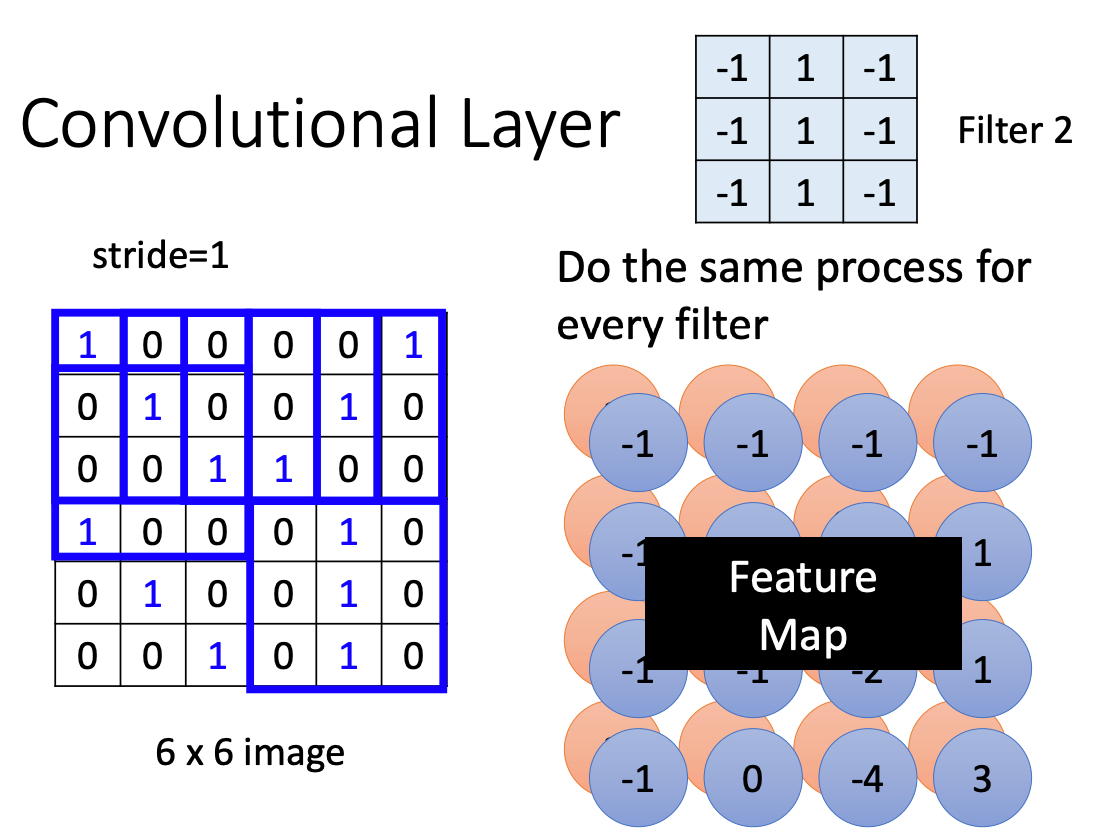 -1 1 -1
-1 1 -1
-1 1 -1
Filter 2
Convolutional Layer
stride=1
Do the same process for
every filter
1 0 0 0 0 1
0 1 0 0 1 0
0 0 1 1 0 0
1 0 0 0 1 0
0 1 0 0 1 0
0 0 1 0 1 0
6 x 6 image
-1 -1 -1 -1
-1 1
Feature
Map
-1 -1 -2 1
-1 0 -4 3